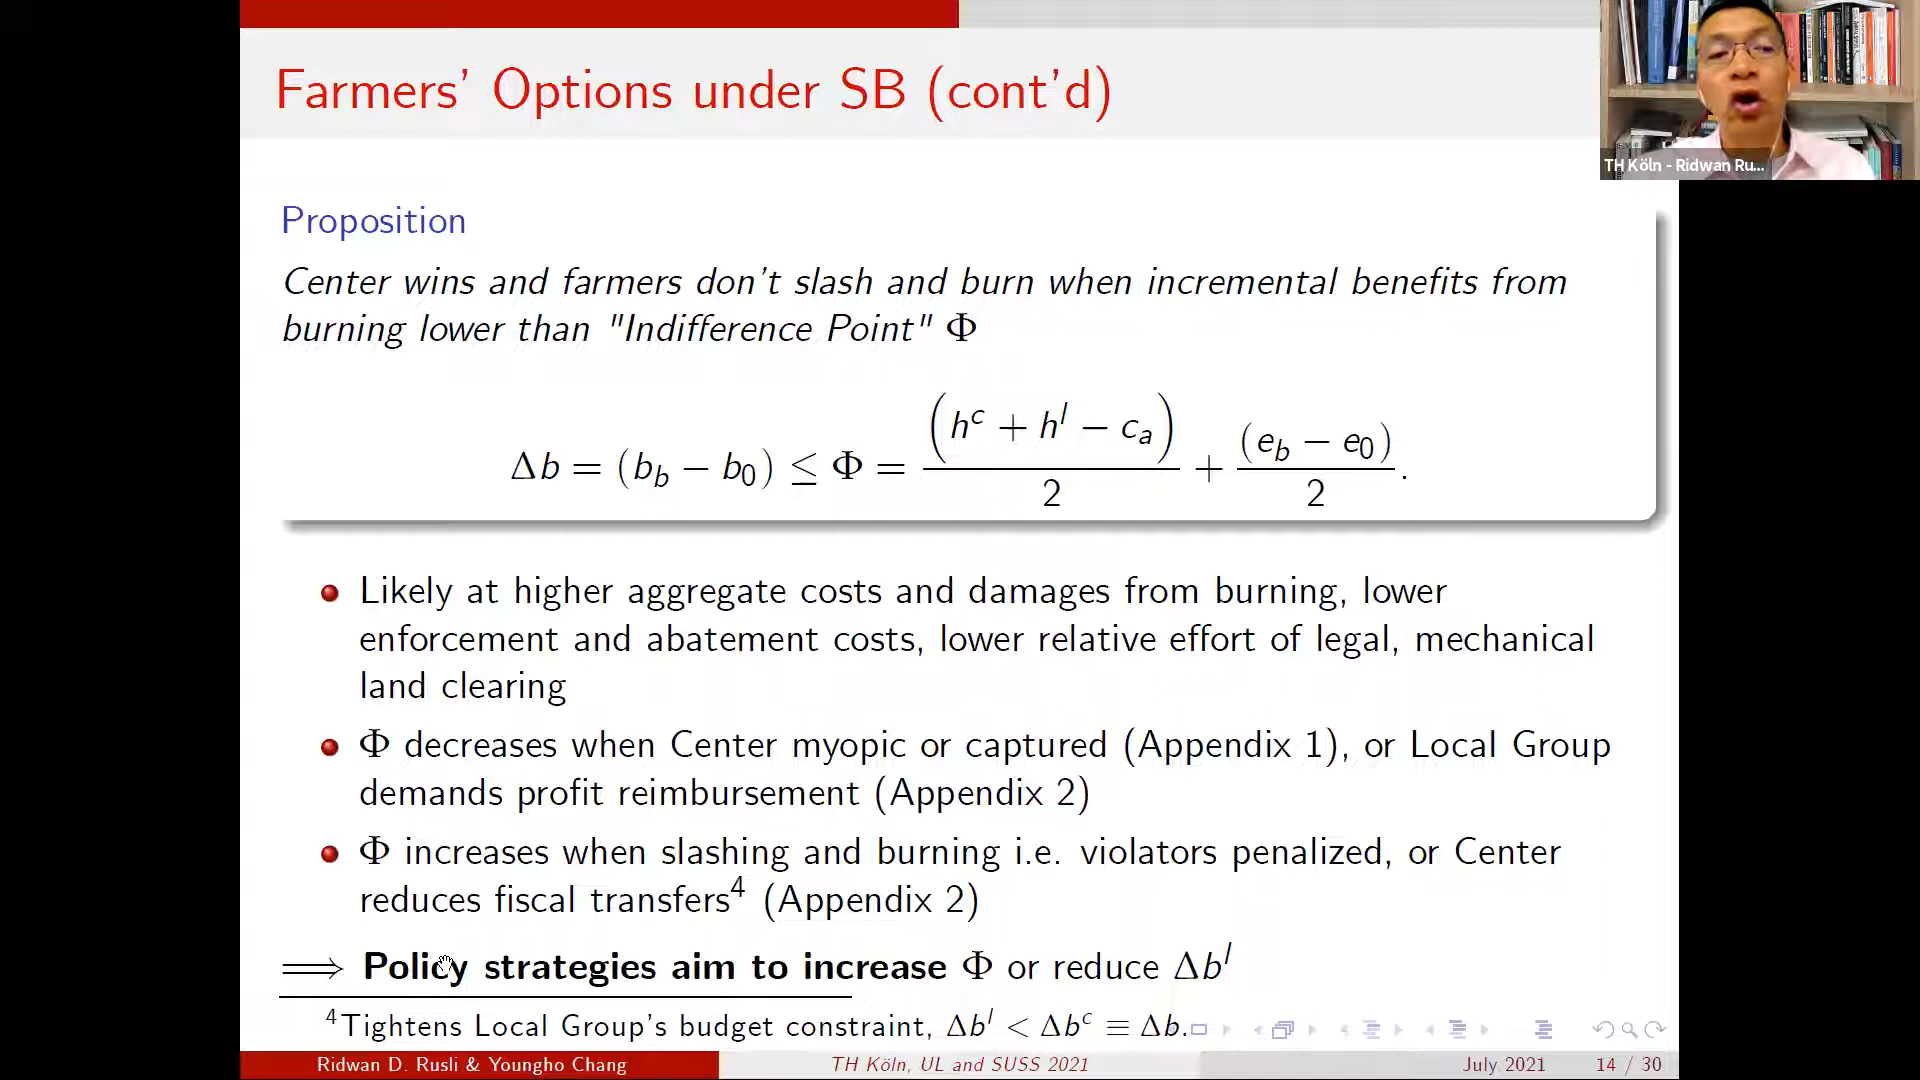 Farmers' Options under SB (cont'd)
TH Köln - Ridwan Ru...
Proposition
Center wins and farmers don't slash and burn when incremental benefits from
burning lower than "Indifference Point" Φ
Δb = (b_b − b_0) ≤ Φ = (h^c + h^l − c_a)/2 + (e_b − e_0)/2.
Likely at higher aggregate costs and damages from burning, lower
enforcement and abatement costs, lower relative effort of legal, mechanical
land clearing
Φ decreases when Center myopic or captured (Appendix 1), or Local Group
demands profit reimbursement (Appendix 2)
Φ increases when slashing and burning i.e. violators penalized, or Center
reduces fiscal transfers⁴ (Appendix 2)
⟹ Policy strategies aim to increase Φ or reduce Δb^l
⁴Tightens Local Group's budget constraint, Δb^l < Δb^c ≡ Δb.
Ridwan D. Rusli & Youngho Chang TH Köln, UL and SUSS 2021 July 2021 14 / 30